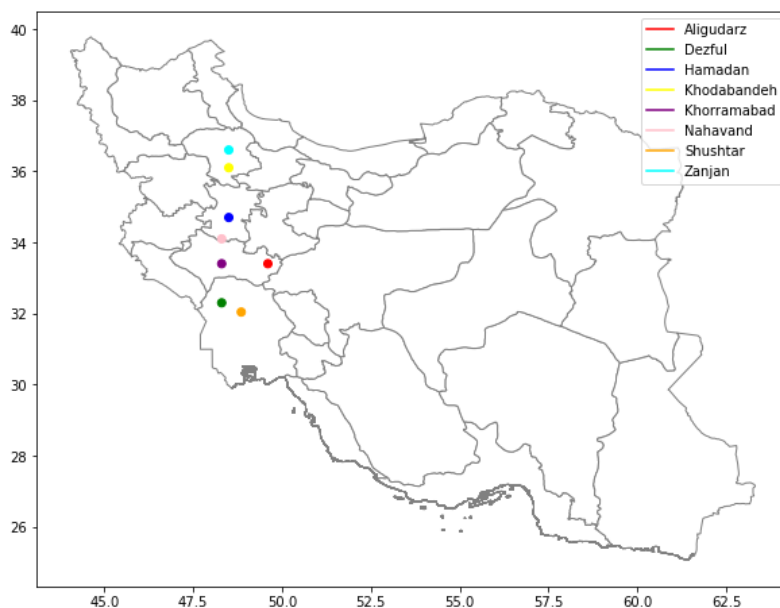 40
38
36
34
32
30
28
26
45.0 47.5 50.0 52.5 55.0 57.5 60.0 62.5
Aligudarz
Dezful
Hamadan
Khodabandeh
Khorramabad
Nahavand
Shushtar
Zanjan